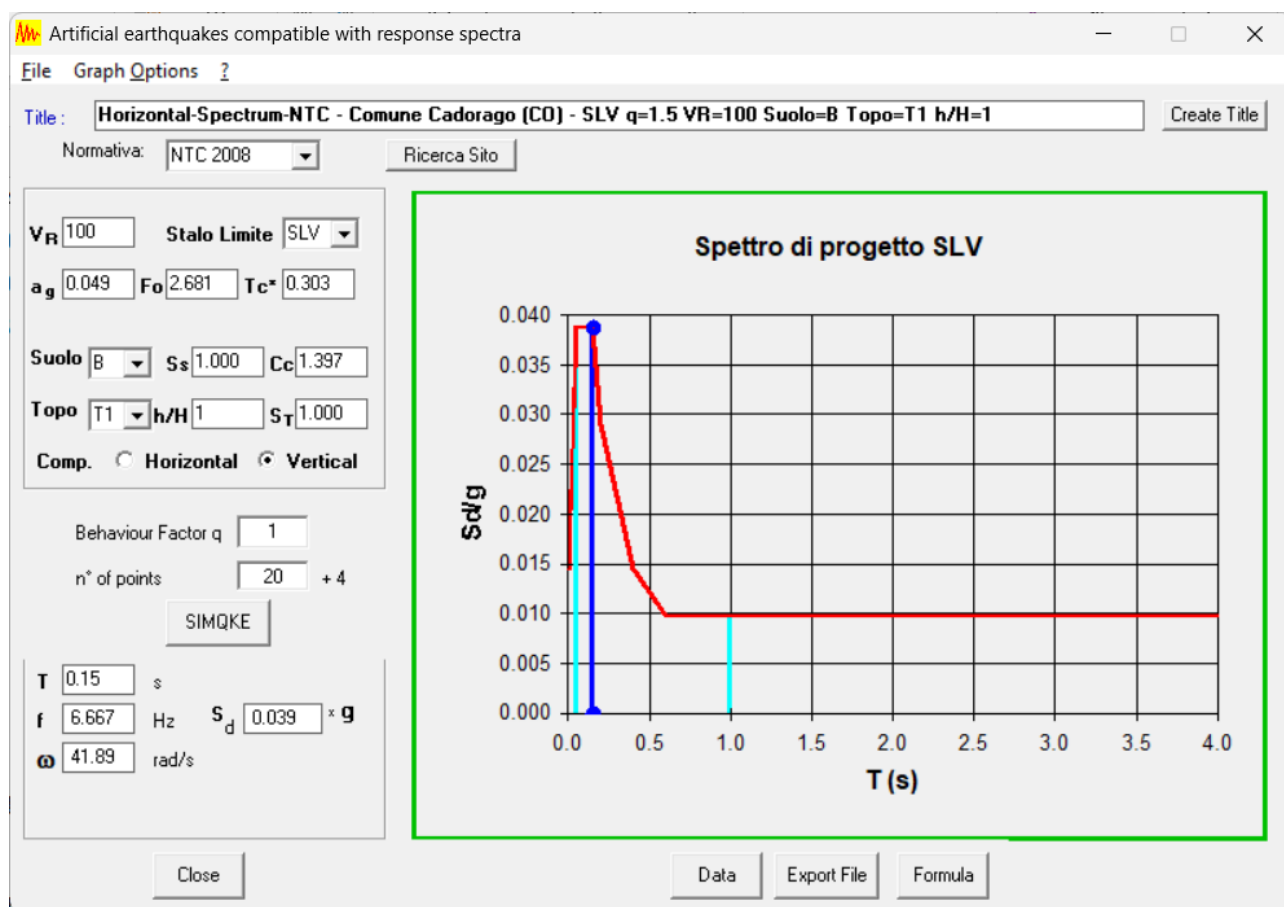 Artificial earthquakes compatible with response spectra
File Graph Options ?
Title : Horizontal-Spectrum-NTC - Comune Cadorago (CO) - SLV q=1.5 VR=100 Suolo=B Topo=T1 h/H=1 Create Title
Normativa: NTC 2008 Ricerca Sito
VR 100 Stalo Limite SLV
ag 0.049 Fo 2.681 Tc* 0.303
Suolo B Ss 1.000 Cc 1.397
Topo T1 h/H 1 ST 1.000
Comp. Horizontal Vertical
Behaviour Factor q 1
n° of points 20 + 4
SIMQKE
T 0.15 s
f 6.667 Hz Sd 0.039 x g
ω 41.89 rad/s
Spettro di progetto SLV
0.040
0.035
0.030
0.025
0.020
0.015
0.010
0.005
0.000
Sd/g
0.0 0.5 1.0 1.5 2.0 2.5 3.0 3.5 4.0
T (s)
Close Data Export File Formula